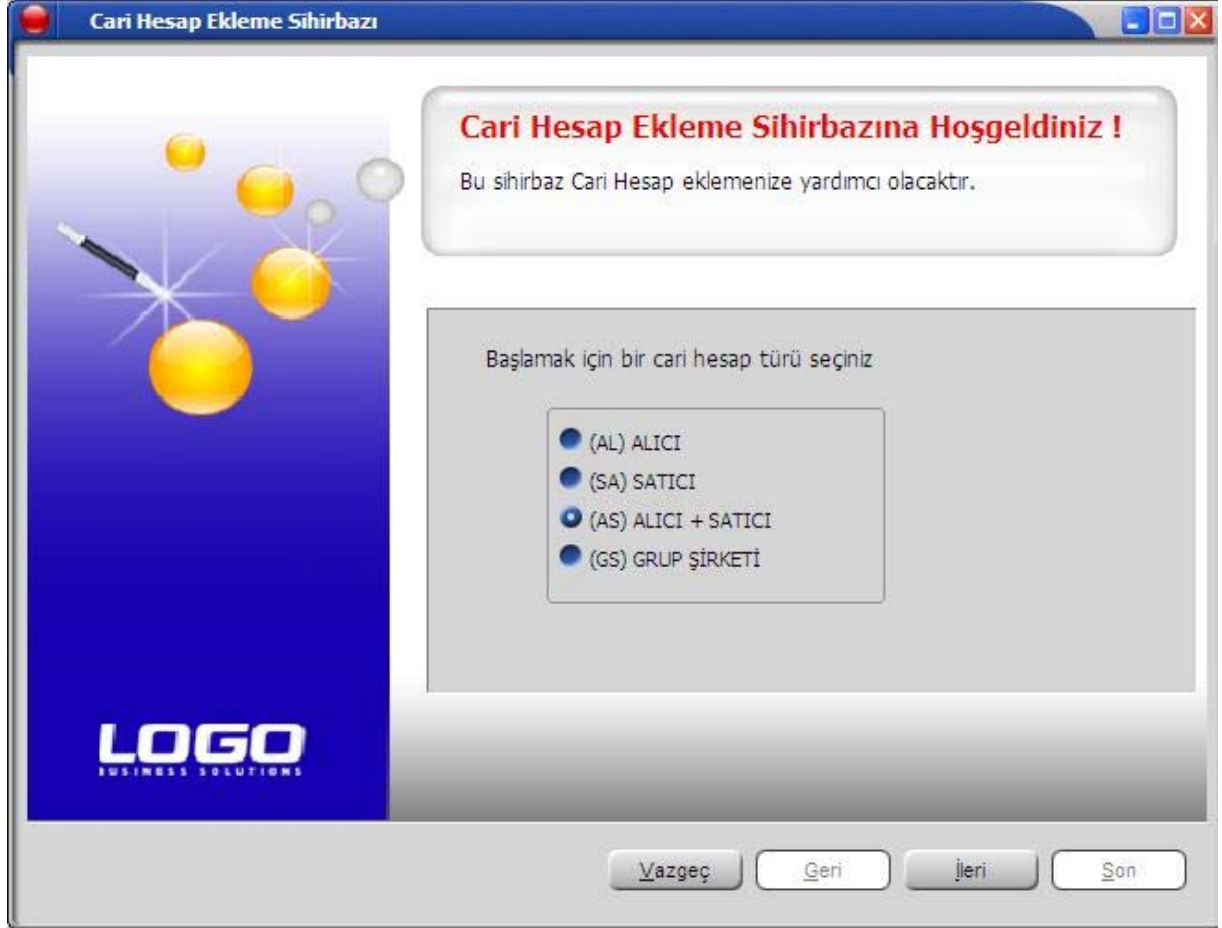 Cari Hesap Ekleme Sihirbazı
Cari Hesap Ekleme Sihirbazına Hoşgeldiniz !
Bu sihirbaz Cari Hesap eklemenize yardımcı olacaktır.
Başlamak için bir cari hesap türü seçiniz
(AL) ALICI
(SA) SATICI
(AS) ALICI + SATICI
(GS) GRUP ŞİRKETİ
LOGO
BUSINESS SOLUTIONS
Vazgeç
Geri
İleri
Son